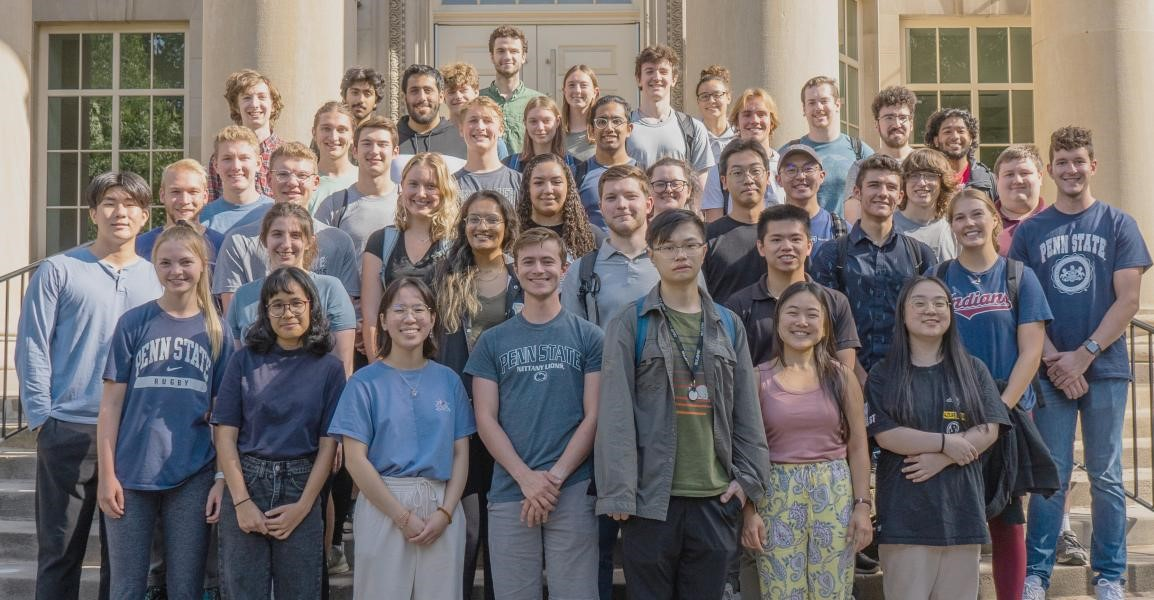 PENN STATE
RUGBY
PENN STATE
NITTANY LIONS
Indians
PENN STATE